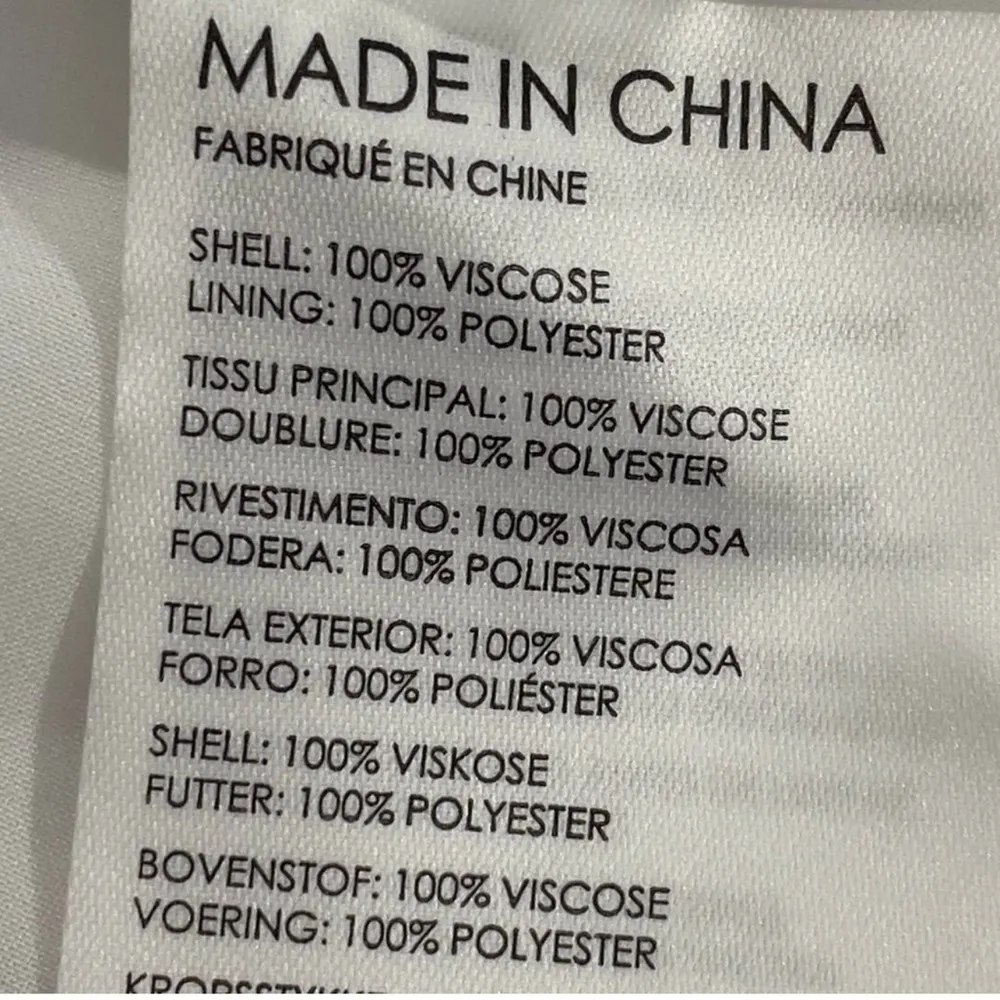 MADE IN CHINA
FABRIQUÉ EN CHINE
SHELL: 100% VISCOSE
LINING: 100% POLYESTER
TISSU PRINCIPAL: 100% VISCOSE
DOUBLURE: 100% POLYESTER
RIVESTIMENTO: 100% VISCOSA
FODERA: 100% POLIESTERE
TELA EXTERIOR: 100% VISCOSA
FORRO: 100% POLIÉSTER
SHELL: 100% VISKOSE
FUTTER: 100% POLYESTER
BOVENSTOF: 100% VISCOSE
VOERING: 100% POLYESTER